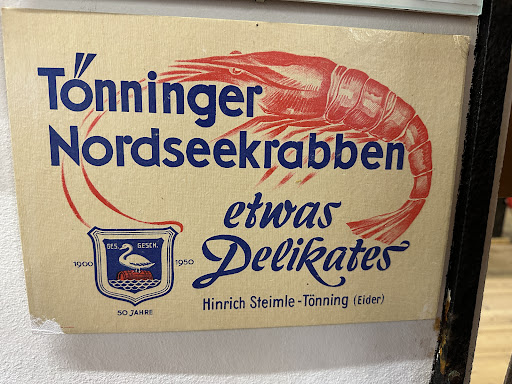 Tönninger
Nordseekrabben
etwas
Delikates
GES. GESCH.
1900 1950
50 JAHRE
Hinrich Steimle-Tönning (Eider)